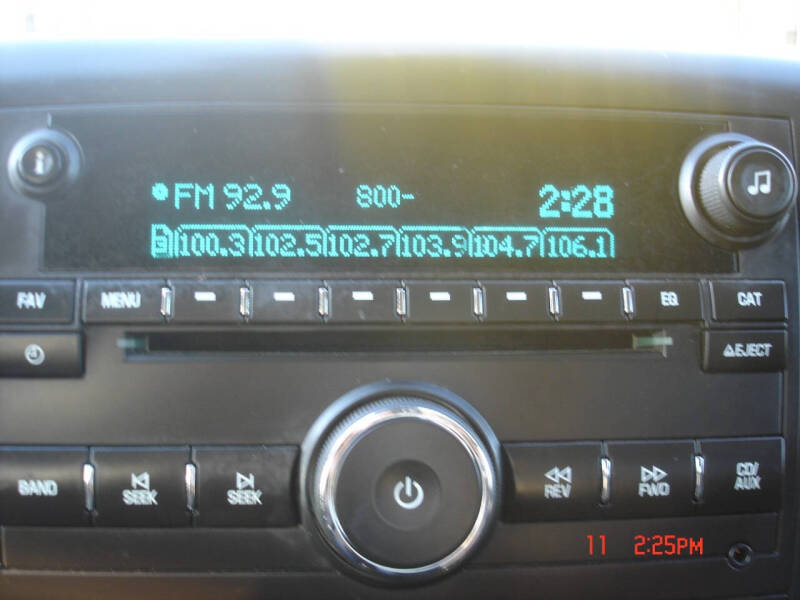 FM 92.9 800- 2:28
3 100.3 102.5 102.7 103.9 104.7 106.1
FAV MENU EQ CAT
EJECT
BAND SEEK SEEK REV FWD CD/
AUX
11 2:25PM